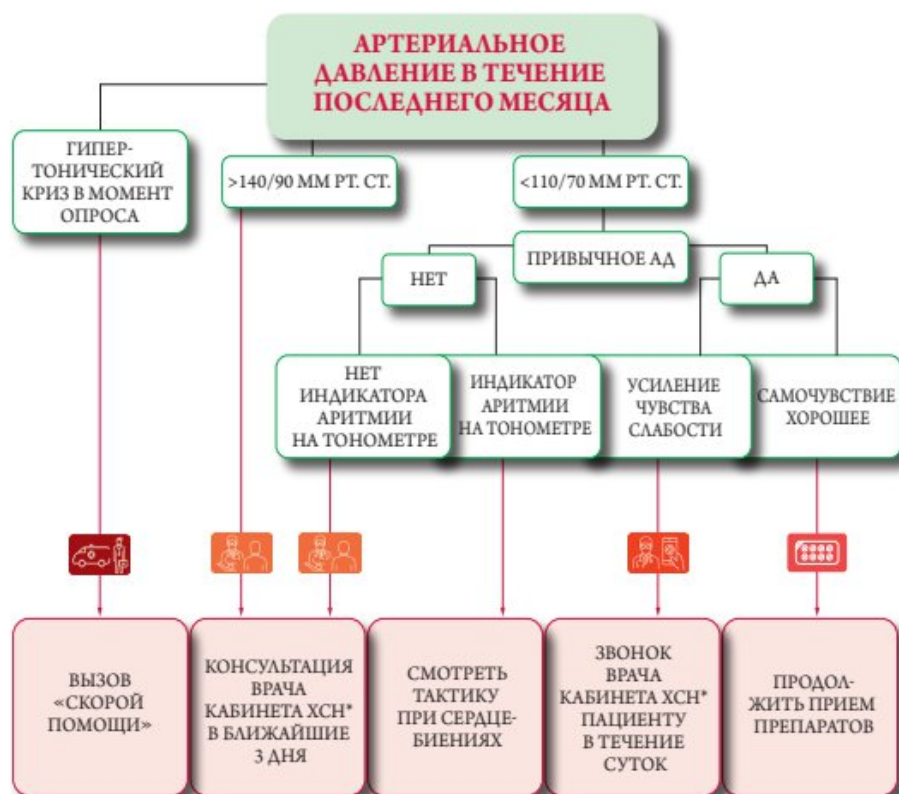 АРТЕРИАЛЬНОЕ
ДАВЛЕНИЕ В ТЕЧЕНИЕ
ПОСЛЕДНЕГО МЕСЯЦА
ГИПЕР-
ТОНИЧЕСКИЙ
КРИЗ В МОМЕНТ
ОПРОСА
>140/90 ММ РТ. СТ.
<110/70 ММ РТ. СТ.
ПРИВЫЧНОЕ АД
НЕТ
ДА
НЕТ
ИНДИКАТОРА
АРИТМИИ
НА ТОНОМЕТРЕ
ИНДИКАТОР
АРИТМИИ
НА ТОНОМЕТРЕ
УСИЛЕНИЕ
ЧУВСТВА
СЛАБОСТИ
САМОЧУВСТВИЕ
ХОРОШЕЕ
ВЫЗОВ
«СКОРОЙ
ПОМОЩИ»
КОНСУЛЬТАЦИЯ
ВРАЧА
КАБИНЕТА ХСН*
В БЛИЖАЙШИЕ
3 ДНЯ
СМОТРЕТЬ
ТАКТИКУ
ПРИ СЕРДЦЕ-
БИЕНИЯХ
ЗВОНОК
ВРАЧА
КАБИНЕТА ХСН*
ПАЦИЕНТУ
В ТЕЧЕНИЕ
СУТОК
ПРОДОЛ-
ЖИТЬ ПРИЕМ
ПРЕПАРАТОВ